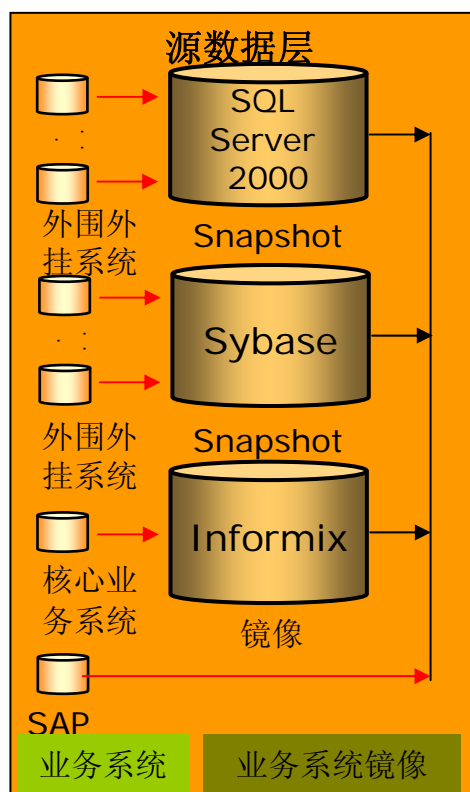 源数据层
SQL
Server
2000
. .
.
外围外
挂系统
Snapshot
Sybase
. .
.
外围外
挂系统
Snapshot
Informix
核心业
务系统
镜像
SAP
业务系统
业务系统镜像